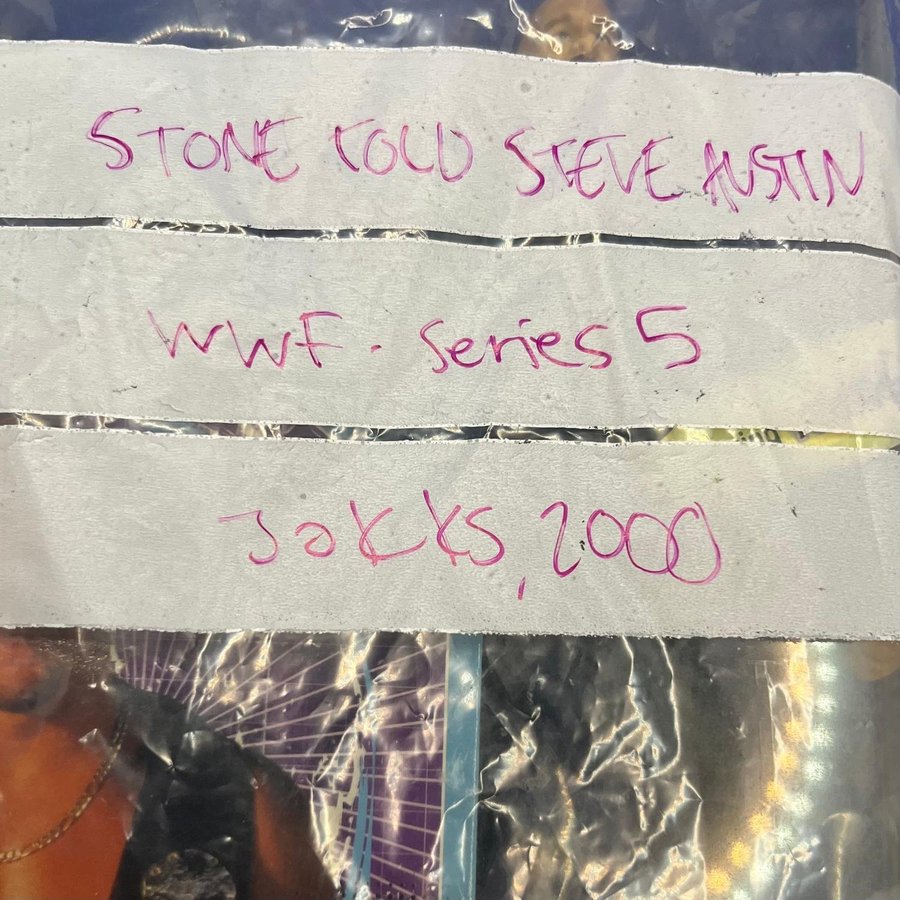 STONE COLD STEVE AUSTIN
WWF - Series 5
Jakks, 2000